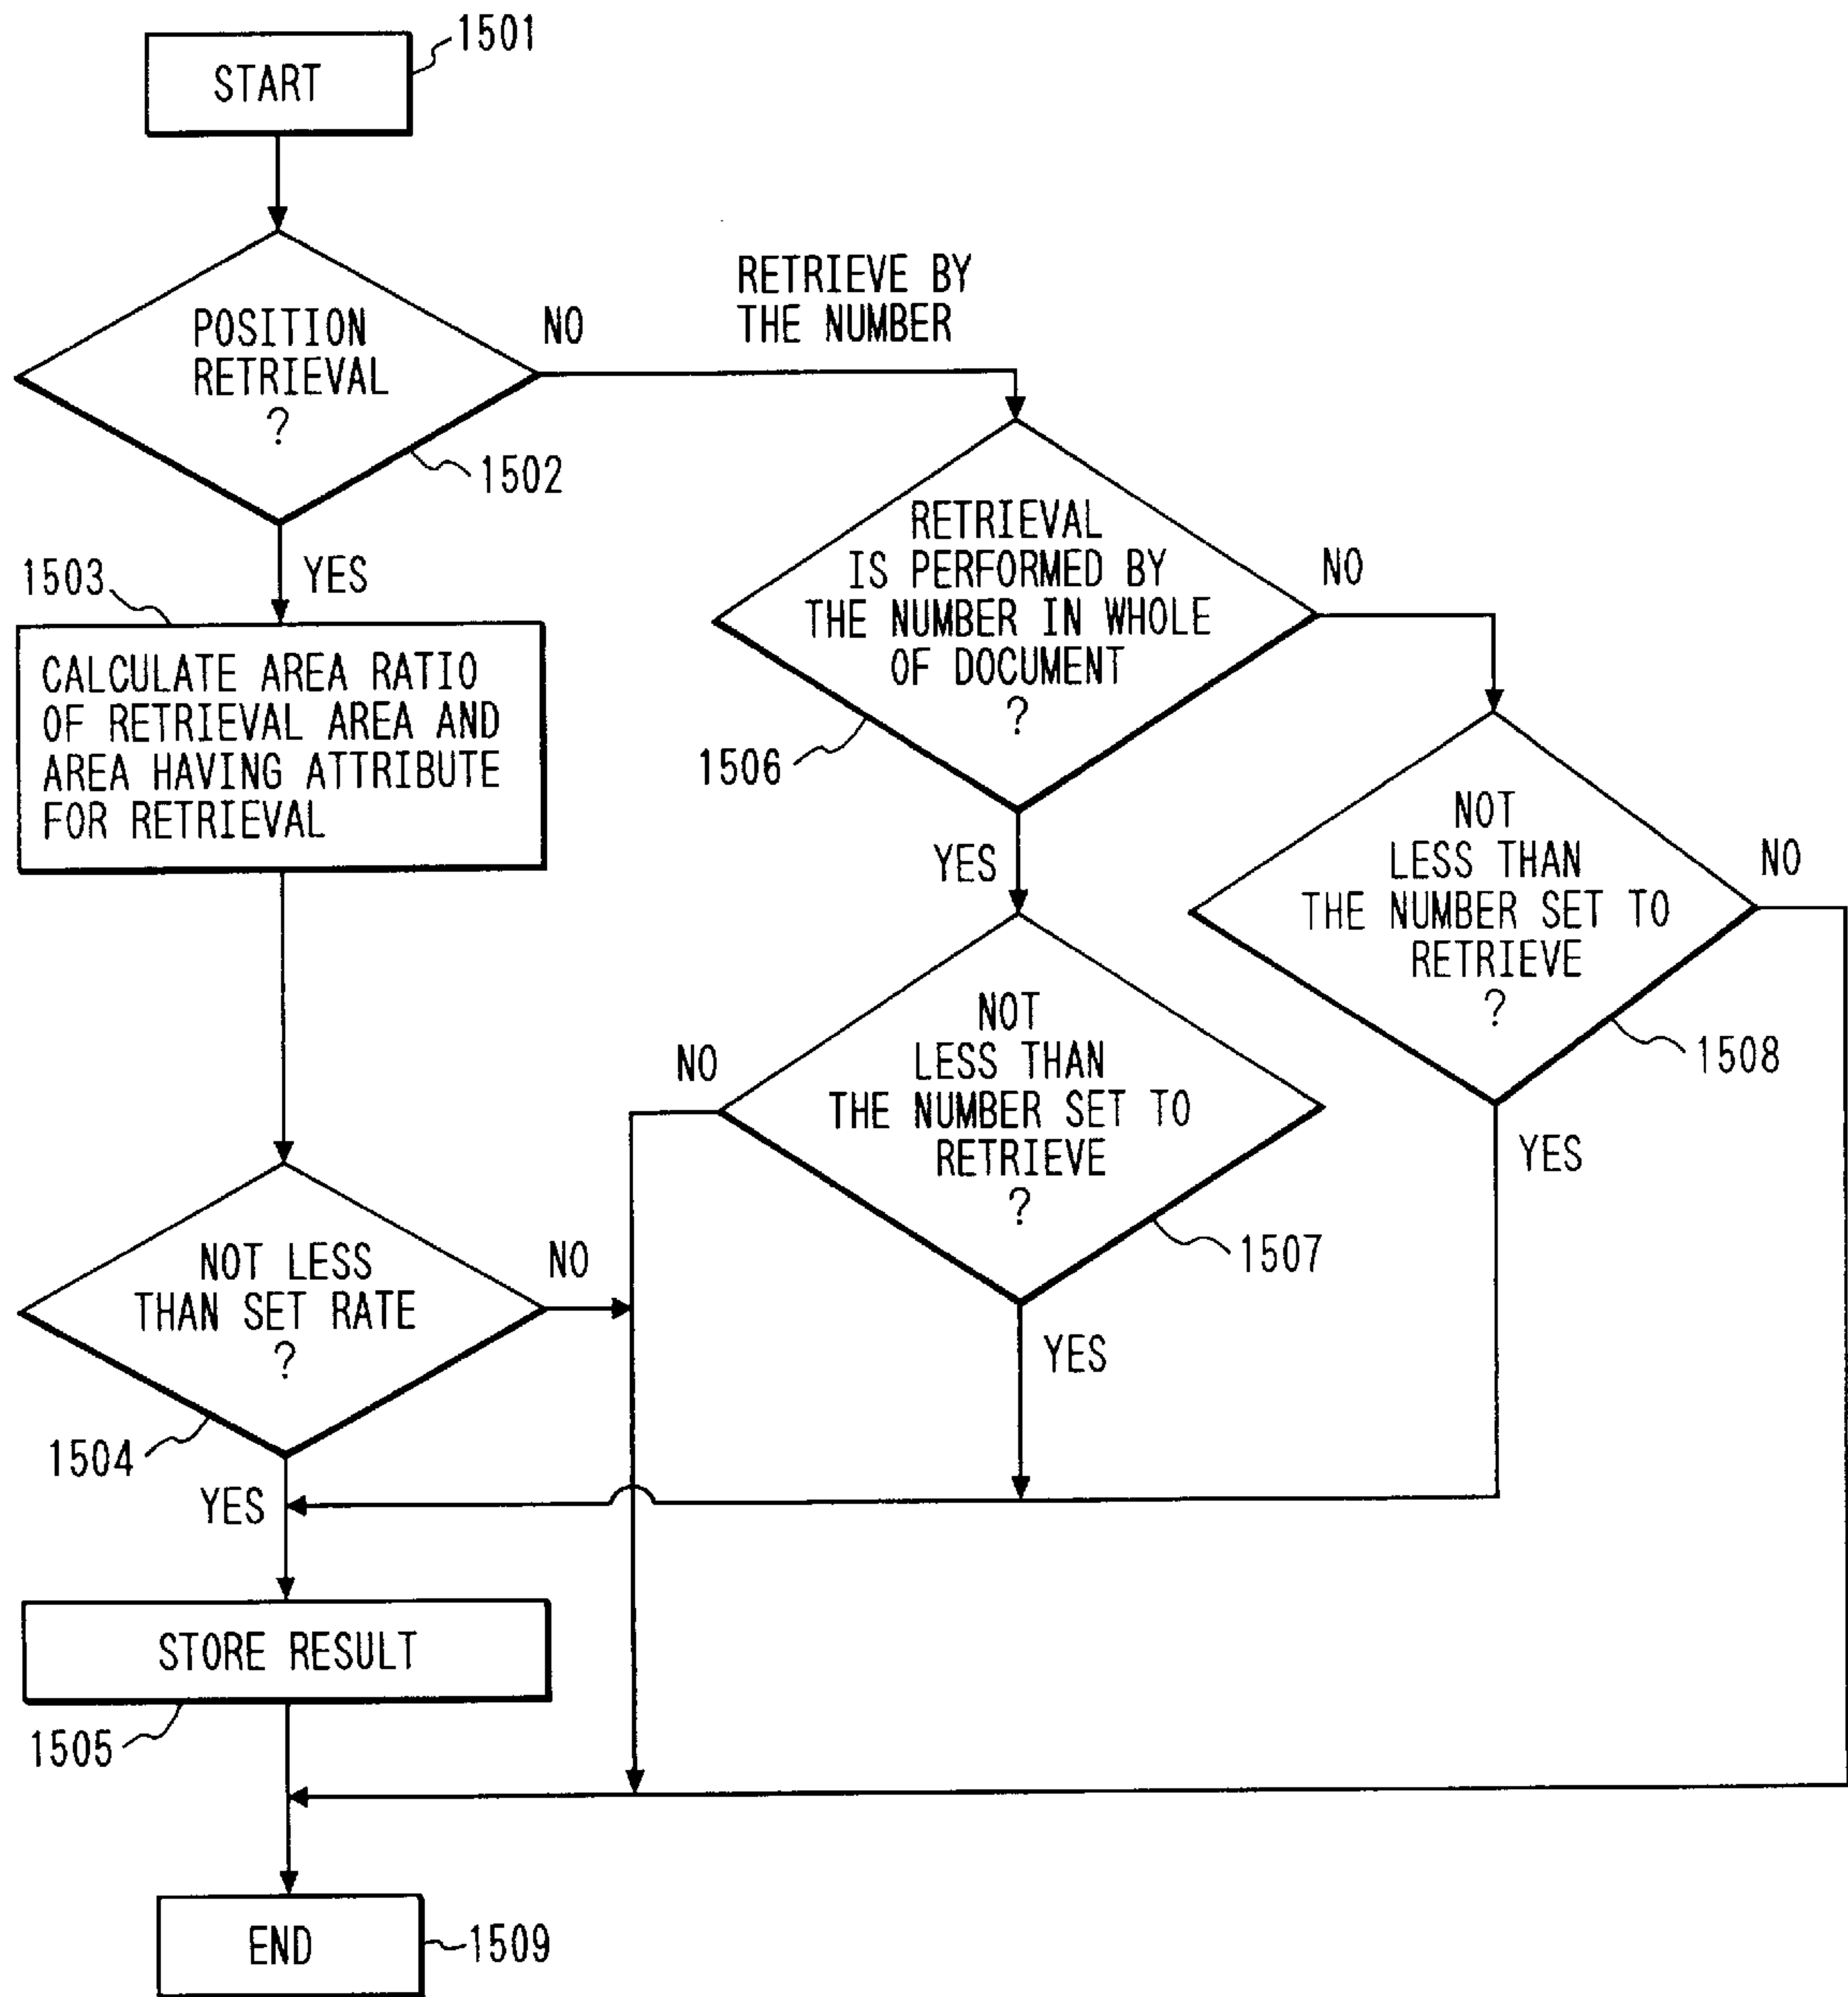 1501
START
RETRIEVE BY
THE NUMBER
POSITION
RETRIEVAL
?
NO
1502
YES
1503
CALCULATE AREA RATIO
OF RETRIEVAL AREA AND
AREA HAVING ATTRIBUTE
FOR RETRIEVAL
RETRIEVAL
IS PERFORMED BY
THE NUMBER IN WHOLE
OF DOCUMENT
?
NO
1506
YES
NOT
LESS THAN
THE NUMBER SET TO
RETRIEVE
?
NO
1508
YES
NOT
LESS THAN
THE NUMBER SET TO
RETRIEVE
?
NO
1507
YES
NOT LESS
THAN SET RATE
?
NO
1504
YES
STORE RESULT
1505
END
1509